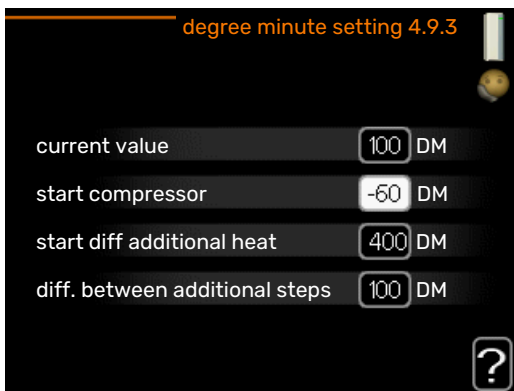 degree minute setting 4.9.3
current value 100 DM
start compressor -60 DM
start diff additional heat 400 DM
diff. between additional steps 100 DM
?